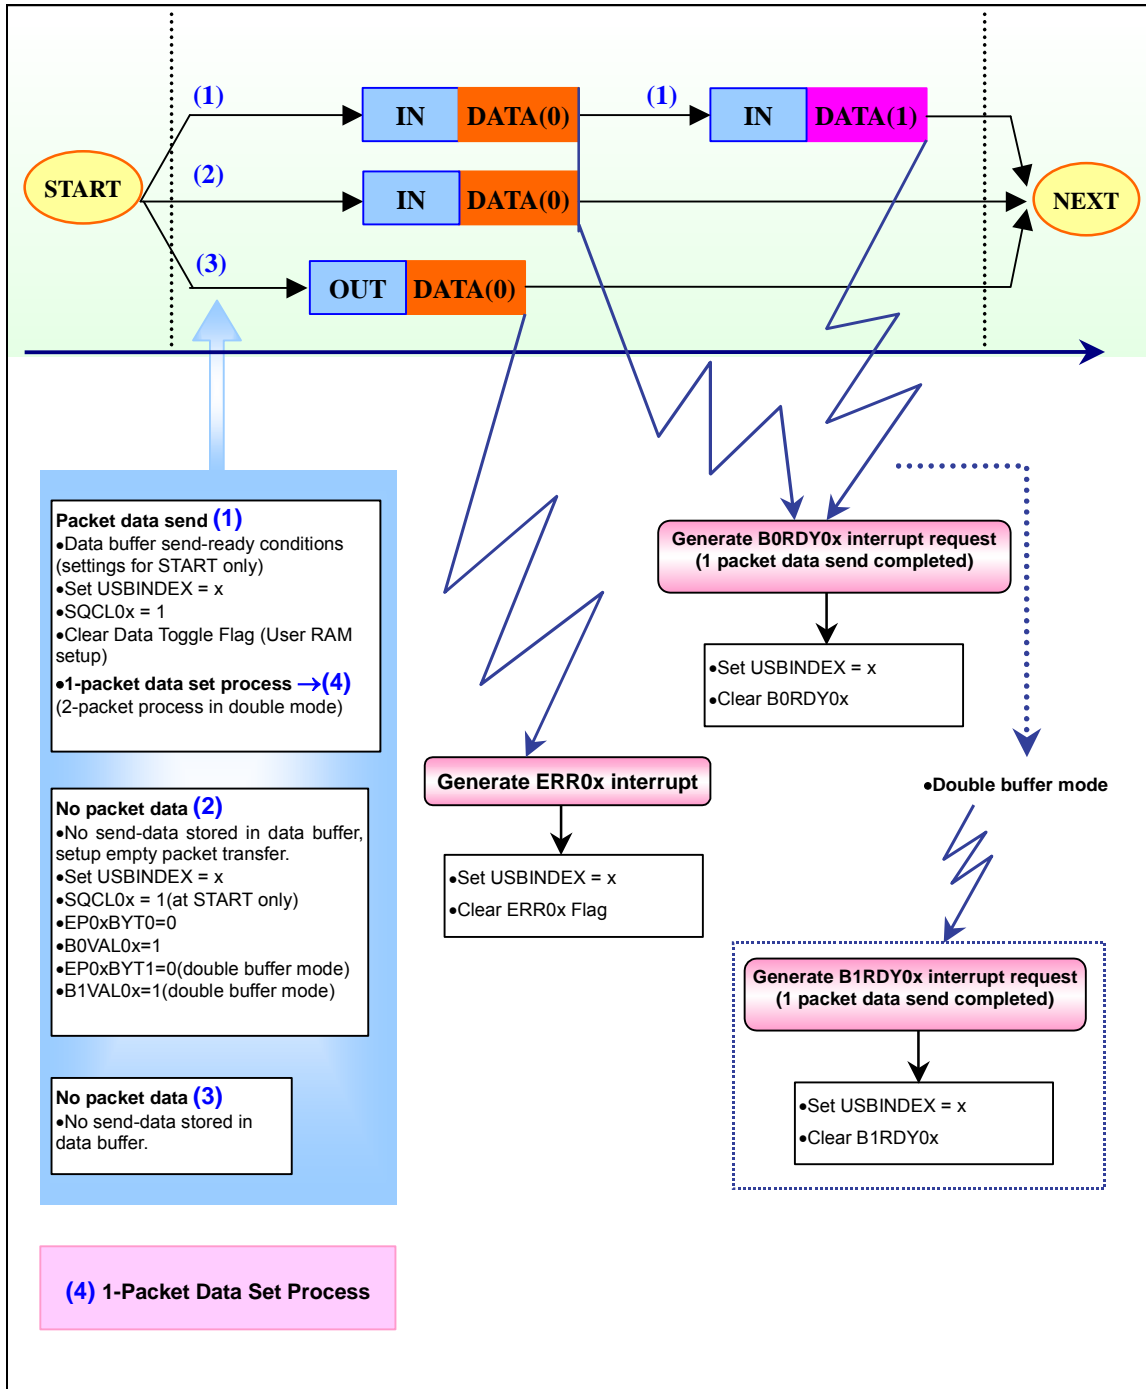 (1)
IN DATA(0)
(1)
IN DATA(1)
START
(2)
IN DATA(0)
NEXT
(3)
OUT DATA(0)
Packet data send (1)
•Data buffer send-ready conditions
(settings for START only)
•Set USBINDEX = x
•SQCL0x = 1
•Clear Data Toggle Flag (User RAM
setup)
•1-packet data set process →(4)
(2-packet process in double mode)
No packet data (2)
•No send-data stored in data buffer,
setup empty packet transfer.
•Set USBINDEX = x
•SQCL0x = 1(at START only)
•EP0xBYT0=0
•B0VAL0x=1
•EP0xBYT1=0(double buffer mode)
•B1VAL0x=1(double buffer mode)
No packet data (3)
•No send-data stored in
data buffer.
(4) 1-Packet Data Set Process
Generate ERR0x interrupt
•Set USBINDEX = x
•Clear ERR0x Flag
Generate B0RDY0x interrupt request
(1 packet data send completed)
•Set USBINDEX = x
•Clear B0RDY0x
•Double buffer mode
Generate B1RDY0x interrupt request
(1 packet data send completed)
•Set USBINDEX = x
•Clear B1RDY0x